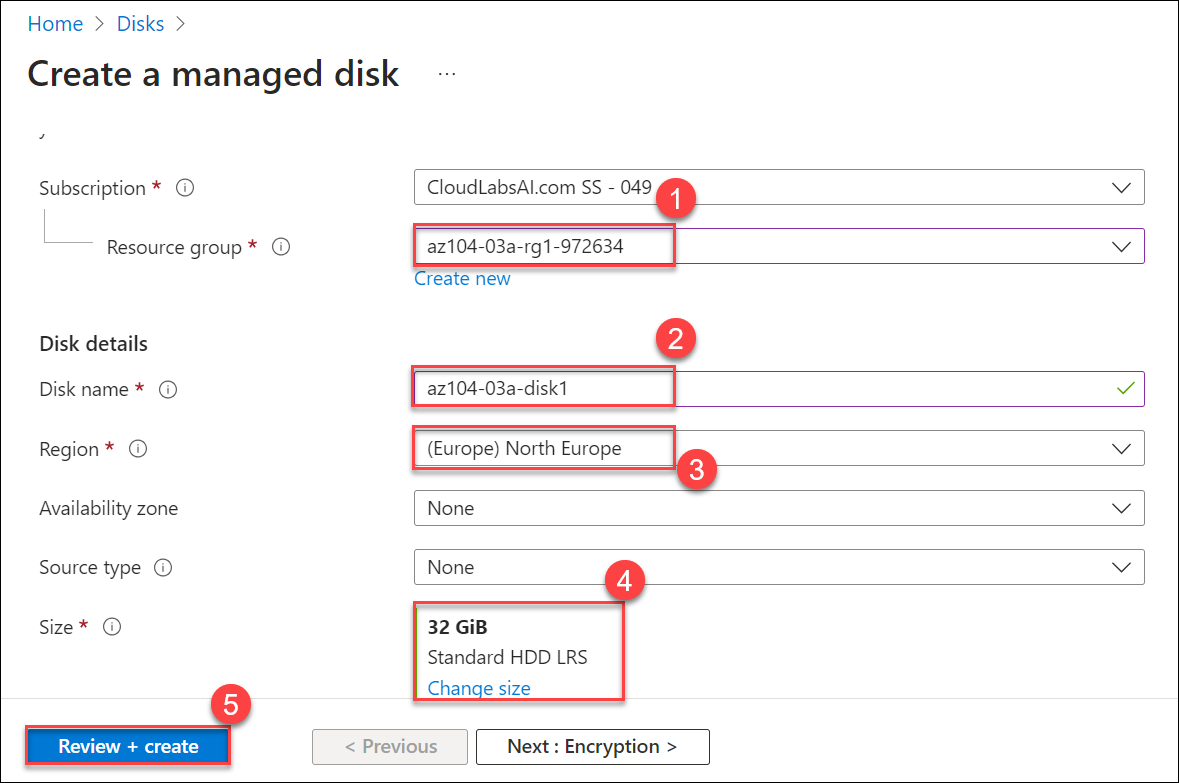 Home > Disks >
Create a managed disk ...
Subscription * CloudLabsAI.com SS - 049
1
Resource group * az104-03a-rg1-972634
Create new
Disk details
2
Disk name * az104-03a-disk1
Region * (Europe) North Europe
3
Availability zone None
Source type None
4
Size * 32 GiB
Standard HDD LRS
Change size
5
Review + create < Previous Next : Encryption >